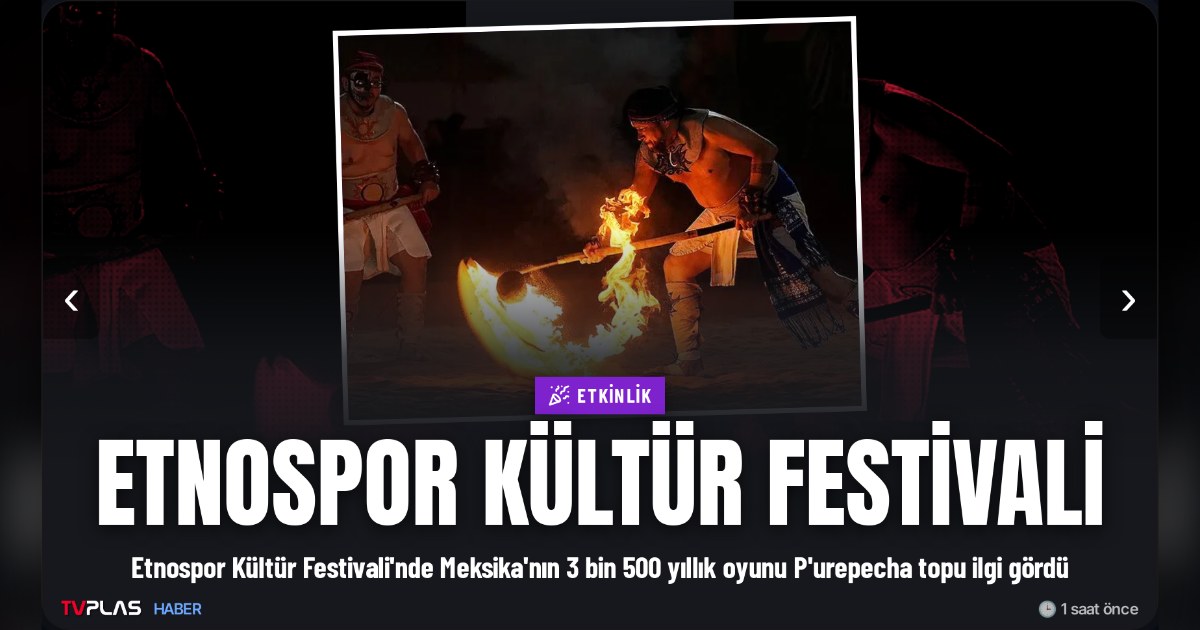 ETKİNLİK
ETNOSPOR KÜLTÜR FESTİVALİ
Etnospor Kültür Festivali'nde Meksika'nın 3 bin 500 yıllık oyunu P'urepecha topu ilgi gördü
TVPLAS HABER
1 saat önce